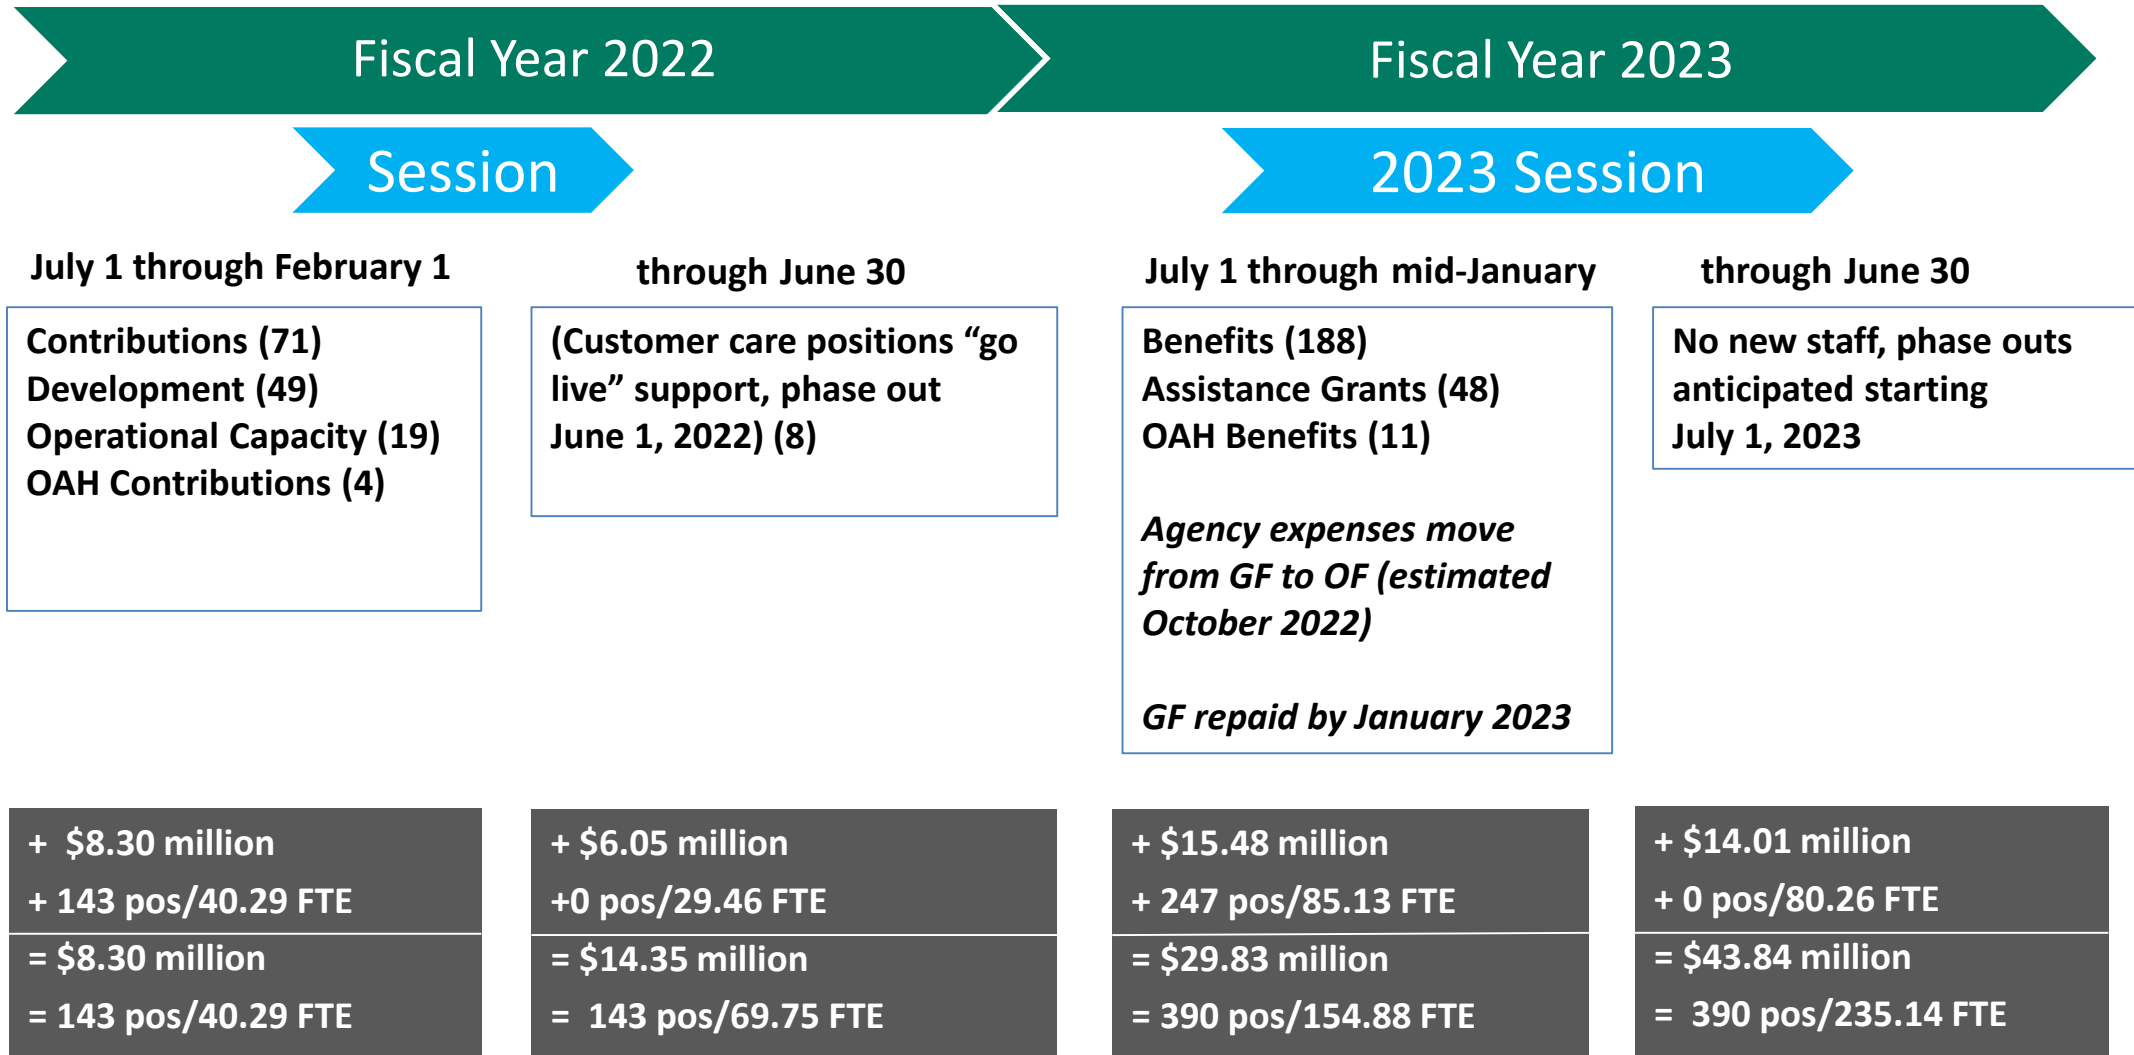 Fiscal Year 2022
Fiscal Year 2023
Session
2023 Session
July 1 through February 1
Contributions (71)
Development (49)
Operational Capacity (19)
OAH Contributions (4)
through June 30
(Customer care positions “go
live” support, phase out
June 1, 2022) (8)
July 1 through mid-January
Benefits (188)
Assistance Grants (48)
OAH Benefits (11)
Agency expenses move
from GF to OF (estimated
October 2022)
GF repaid by January 2023
through June 30
No new staff, phase outs
anticipated starting
July 1, 2023
+ $8.30 million
+ 143 pos/40.29 FTE
= $8.30 million
= 143 pos/40.29 FTE
+ $6.05 million
+0 pos/29.46 FTE
= $14.35 million
= 143 pos/69.75 FTE
+ $15.48 million
+ 247 pos/85.13 FTE
= $29.83 million
= 390 pos/154.88 FTE
+ $14.01 million
+ 0 pos/80.26 FTE
= $43.84 million
= 390 pos/235.14 FTE